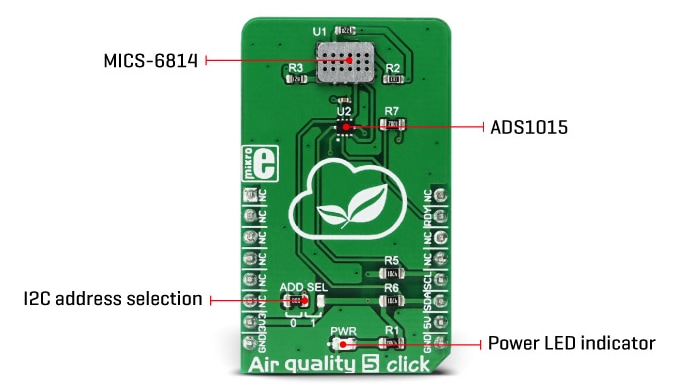 U1
MICS-6814
R3
R2
U2
R7
ADS1015
mikro
e
NC
NC
NC
NC
NC
NC
3V3
GND
NC
RDY
NC
NC
SCL
SDA
5V
GND
R5
ADD SEL
R6
I2C address selection
0 1
PWR
R1
Power LED indicator
Air quality 5 click